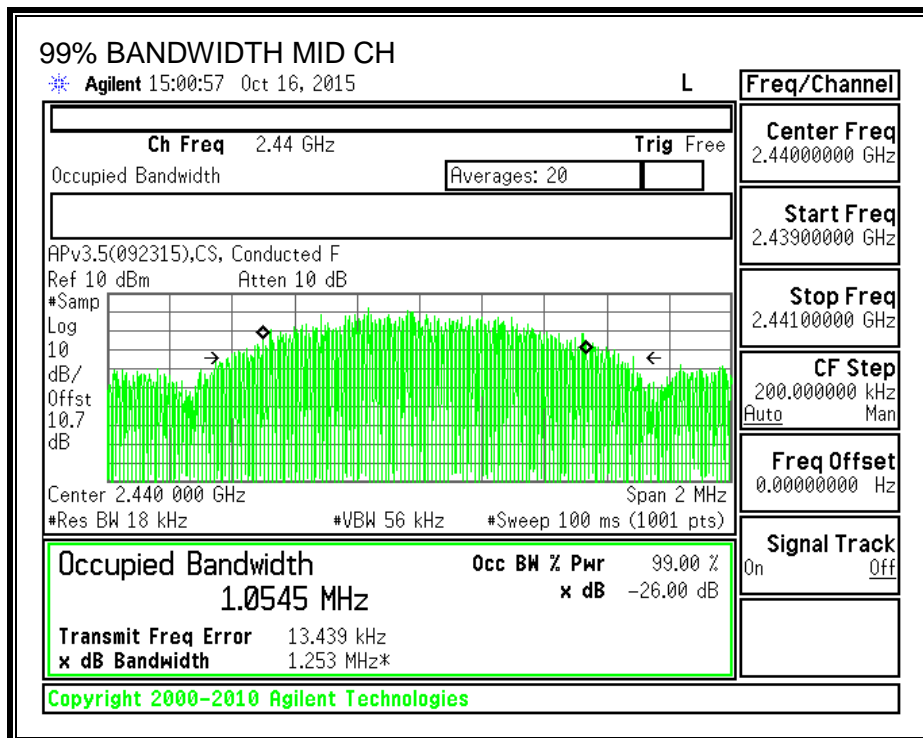 99% BANDWIDTH MID CH
Agilent 15:00:57 Oct 16, 2015 L
Ch Freq 2.44 GHz Trig Free
Occupied Bandwidth Averages: 20
APv3.5(092315),CS, Conducted F
Ref 10 dBm Atten 10 dB
#Samp
Log
10
dB/
Offst
10.7
dB
Center 2.440 000 GHz Span 2 MHz
#Res BW 18 kHz #VBW 56 kHz #Sweep 100 ms (1001 pts)
Occupied Bandwidth Occ BW % Pwr 99.00 %
1.0545 MHz x dB -26.00 dB
Transmit Freq Error 13.439 kHz
x dB Bandwidth 1.253 MHz*
Copyright 2000-2010 Agilent Technologies
Freq/Channel
Center Freq
2.44000000 GHz
Start Freq
2.43900000 GHz
Stop Freq
2.44100000 GHz
CF Step
200.000000 kHz
Auto Man
Freq Offset
0.00000000 Hz
Signal Track
On Off